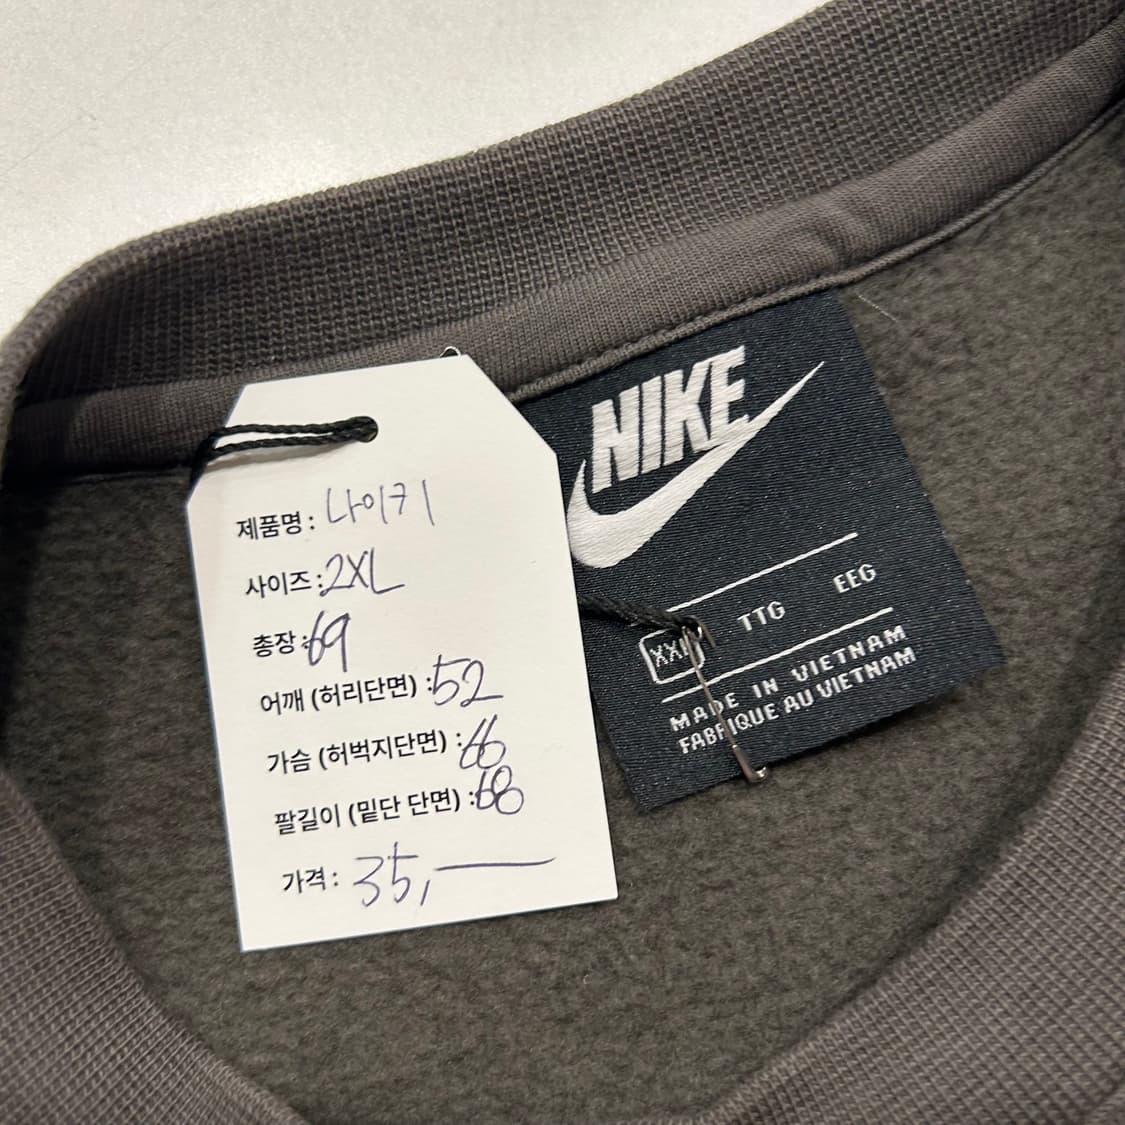 제품명 : 나이키
사이즈 : 2XL
총장 : 69
어깨 (허리단면) : 52
가슴 (허벅지단면) : 66
팔길이 (밑단 단면) : 68
가격 : 35,—
NIKE
XXL TTG EEG
MADE IN VIETNAM
FABRIQUE AU VIETNAM